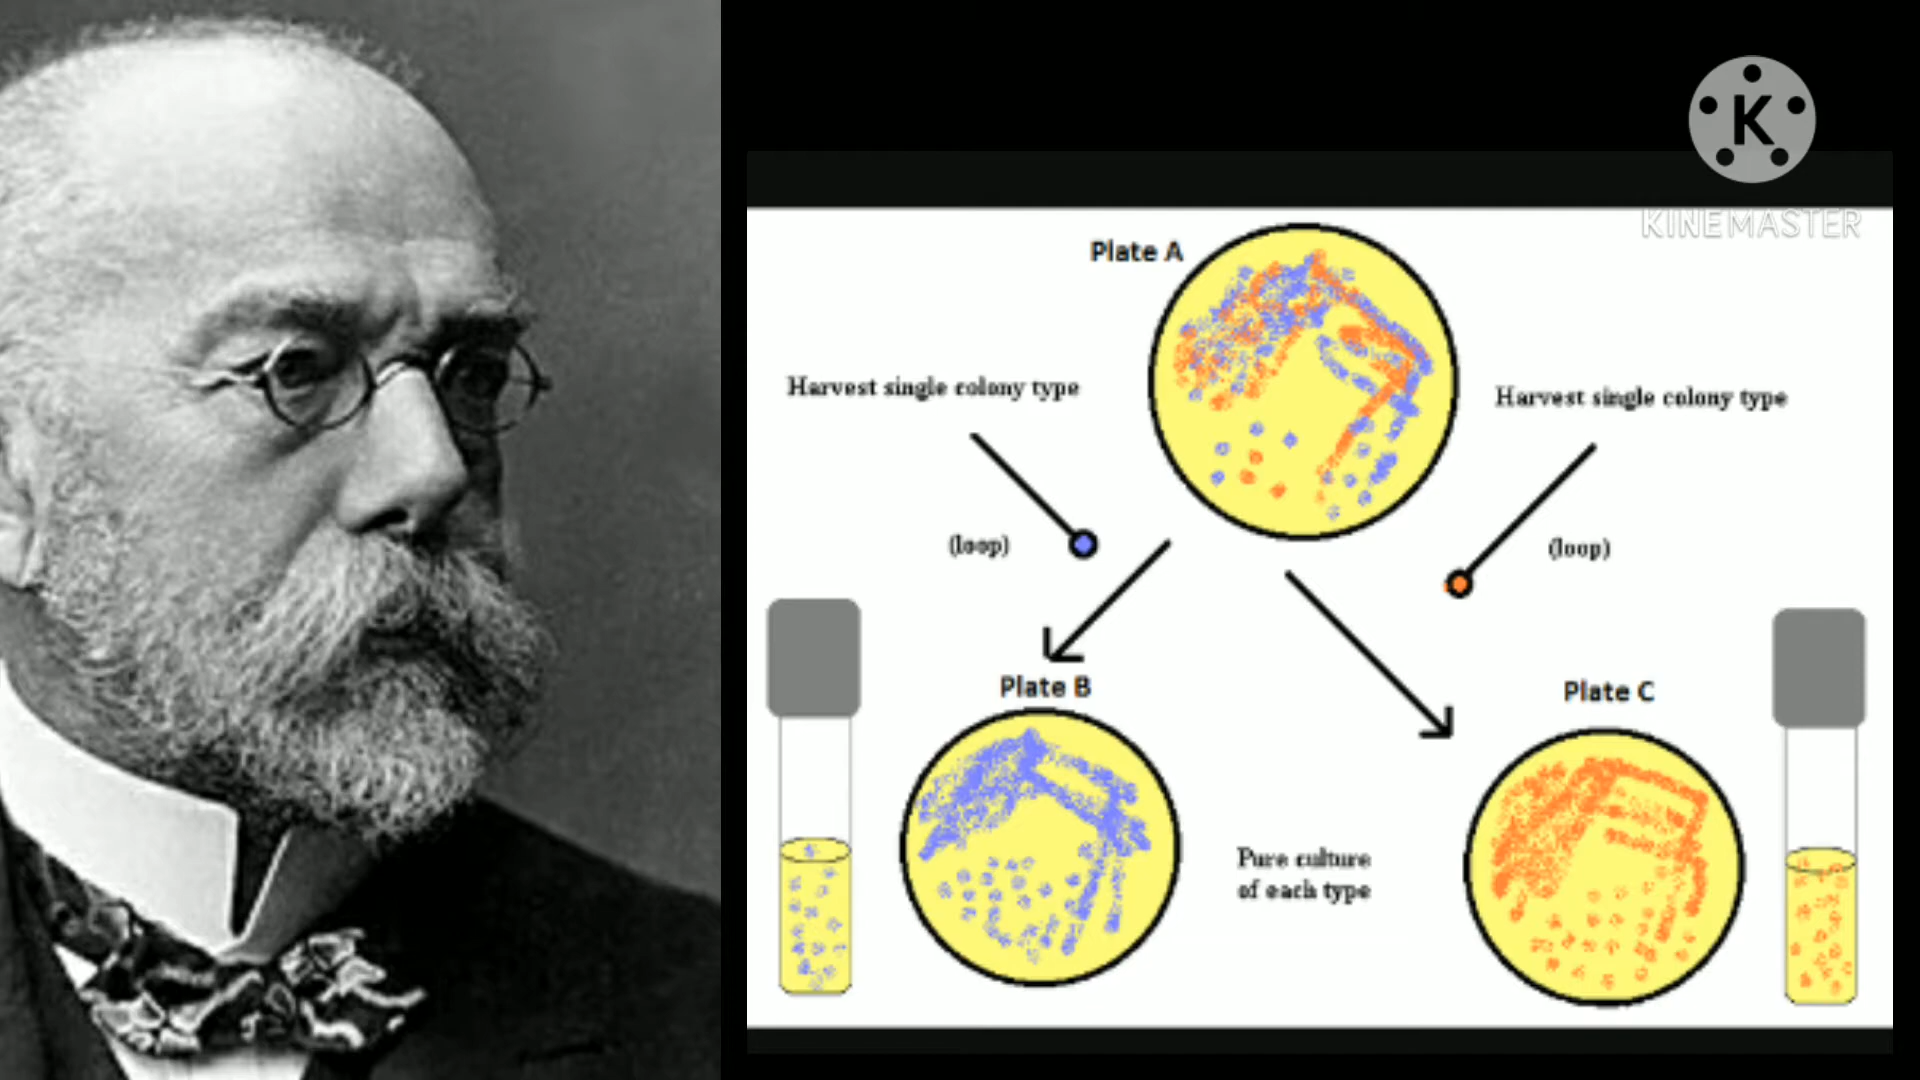 K
KINEMASTER
Plate A
Harvest single colony type
Harvest single colony type
(loop)
(loop)
Plate B
Plate C
Pure culture
of each type